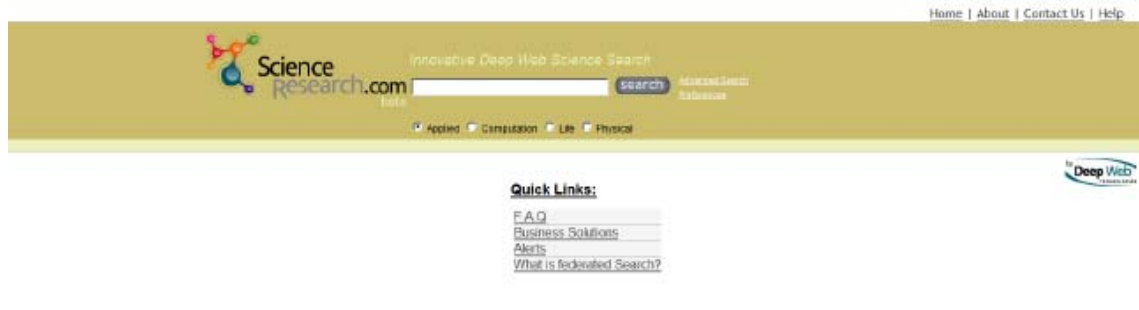 Home | About | Contact Us | Help
Innovative Deep Web Science Search
Science
Research.com
beta
search
Advanced Search
Preferences
Applied Computation Life Physical
by
Deep Web
Quick Links:
F.A.Q
Business Solutions
Alerts
What is federated Search?